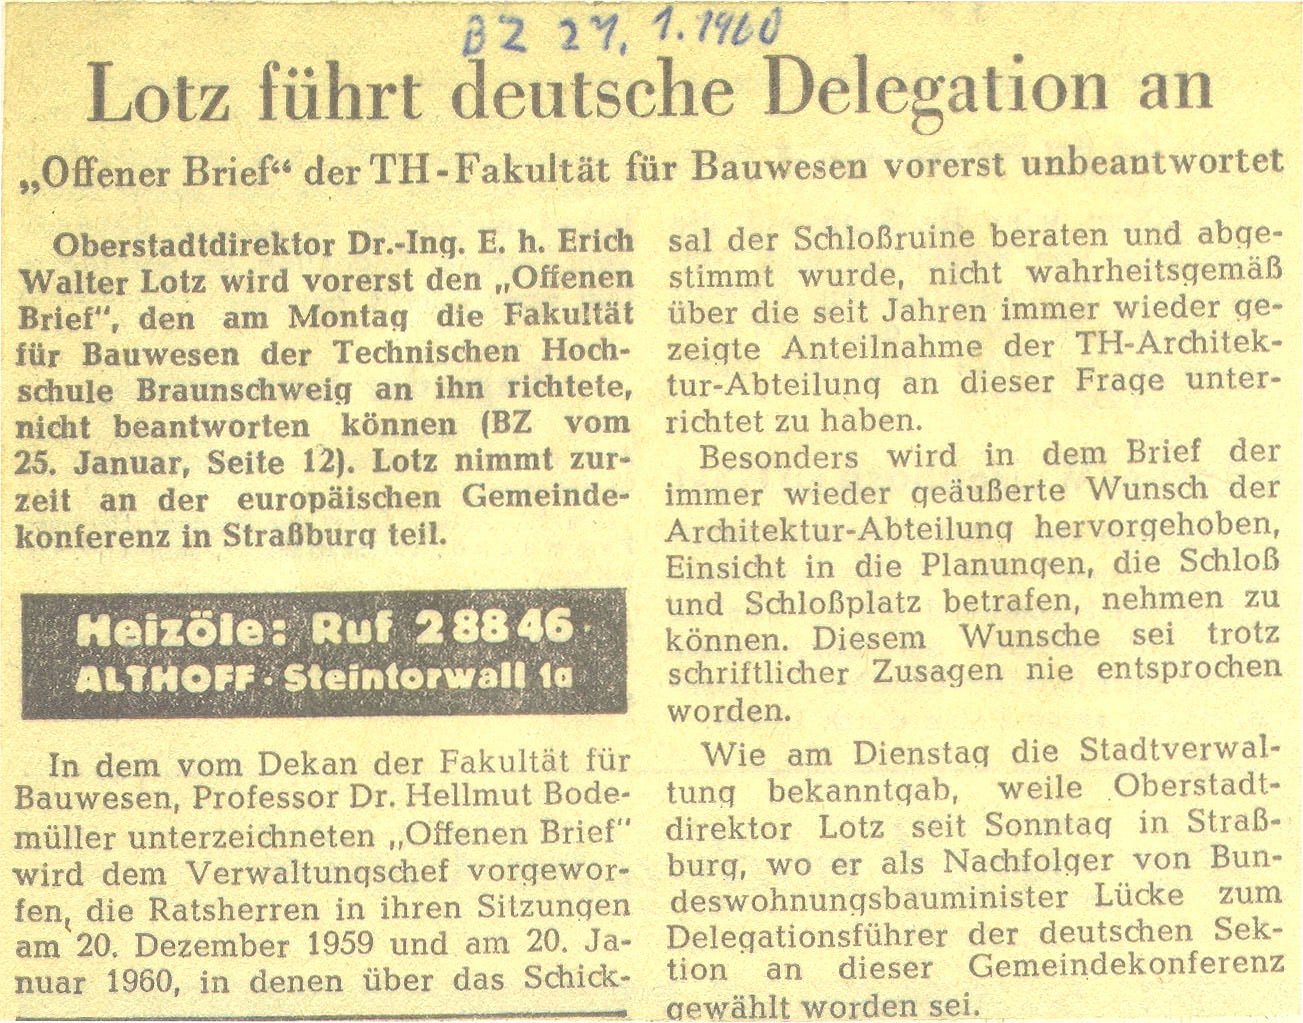 BZ 27. 1. 1960
Lotz führt deutsche Delegation an
„Offener Brief“ der TH-Fakultät für Bauwesen vorerst unbeantwortet
Oberstadtdirektor Dr.-Ing. E. h. Erich
Walter Lotz wird vorerst den „Offenen
Brief“, den am Montag die Fakultät
für Bauwesen der Technischen Hoch-
schule Braunschweig an ihn richtete,
nicht beantworten können (BZ vom
25. Januar, Seite 12). Lotz nimmt zur-
zeit an der europäischen Gemeinde-
konferenz in Straßburg teil.
Heizöle: Ruf 2 88 46 ·
ALTHOFF · Steintorwall 1a
In dem vom Dekan der Fakultät für
Bauwesen, Professor Dr. Hellmut Bode-
müller unterzeichneten „Offenen Brief“
wird dem Verwaltungschef vorgewor-
fen, die Ratsherren in ihren Sitzungen
am 20. Dezember 1959 und am 20. Ja-
nuar 1960, in denen über das Schick-
sal der Schloßruine beraten und abge-
stimmt wurde, nicht wahrheitsgemäß
über die seit Jahren immer wieder ge-
zeigte Anteilnahme der TH-Architek-
tur-Abteilung an dieser Frage unter-
richtet zu haben.
Besonders wird in dem Brief der
immer wieder geäußerte Wunsch der
Architektur-Abteilung hervorgehoben,
Einsicht in die Planungen, die Schloß
und Schloßplatz betrafen, nehmen zu
können. Diesem Wunsche sei trotz
schriftlicher Zusagen nie entsprochen
worden.
Wie am Dienstag die Stadtverwal-
tung bekanntgab, weile Oberstadt-
direktor Lotz seit Sonntag in Straß-
burg, wo er als Nachfolger von Bun-
deswohnungsbauminister Lücke zum
Delegationsführer der deutschen Sek-
tion an dieser Gemeindekonferenz
gewählt worden sei.